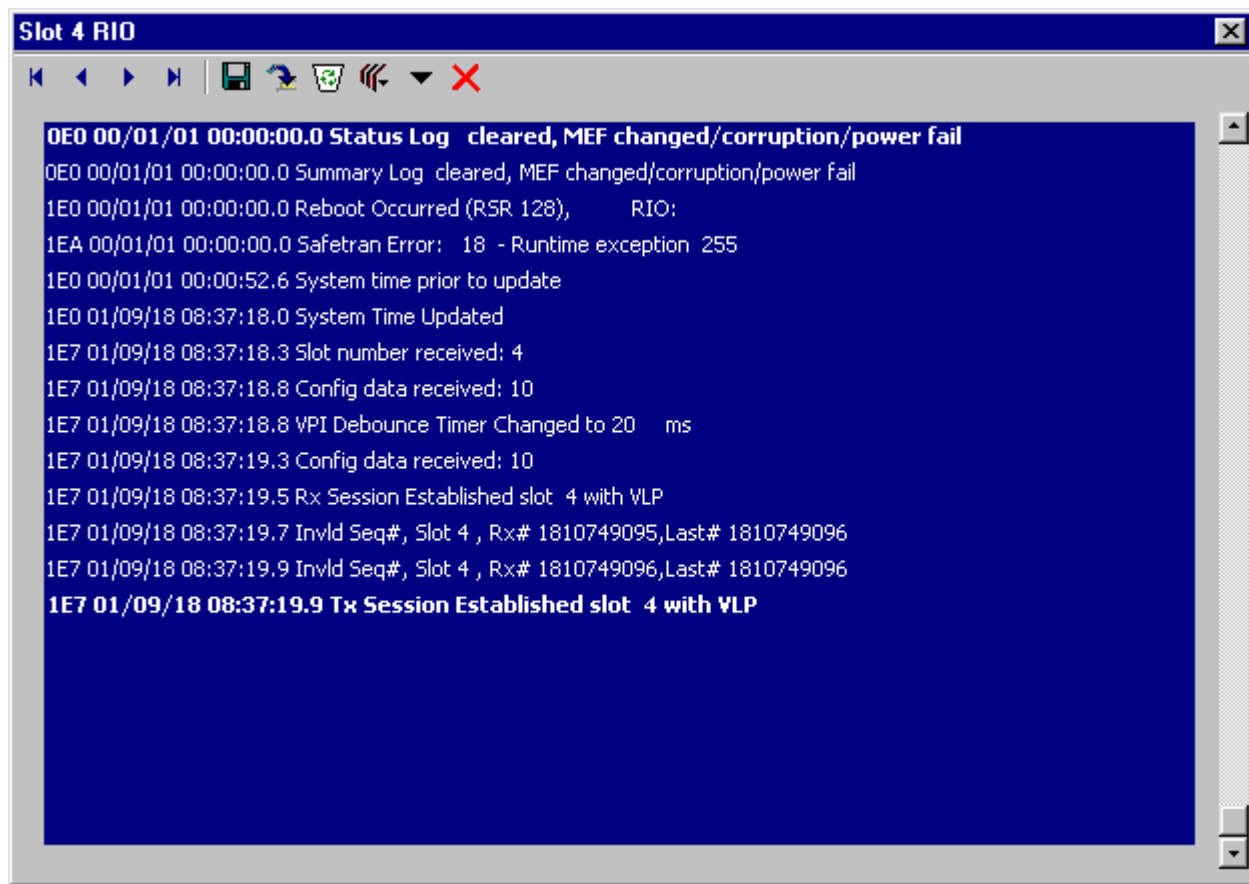 Slot 4 RIO
0E0 00/01/01 00:00:00.0 Status Log   cleared, MEF changed/corruption/power fail
0E0 00/01/01 00:00:00.0 Summary Log  cleared, MEF changed/corruption/power fail
1E0 00/01/01 00:00:00.0 Reboot Occurred (RSR 128),        RIO:
1EA 00/01/01 00:00:00.0 Safetran Error:   18  - Runtime exception  255
1E0 00/01/01 00:00:52.6 System time prior to update
1E0 01/09/18 08:37:18.0 System Time Updated
1E7 01/09/18 08:37:18.3 Slot number received: 4
1E7 01/09/18 08:37:18.8 Config data received: 10
1E7 01/09/18 08:37:18.8 VPI Debounce Timer Changed to 20    ms
1E7 01/09/18 08:37:19.3 Config data received: 10
1E7 01/09/18 08:37:19.5 Rx Session Established slot  4 with VLP
1E7 01/09/18 08:37:19.7 Invld Seq#, Slot 4 , Rx# 1810749095,Last# 1810749096
1E7 01/09/18 08:37:19.9 Invld Seq#, Slot 4 , Rx# 1810749096,Last# 1810749096
1E7 01/09/18 08:37:19.9 Tx Session Established slot  4 with VLP